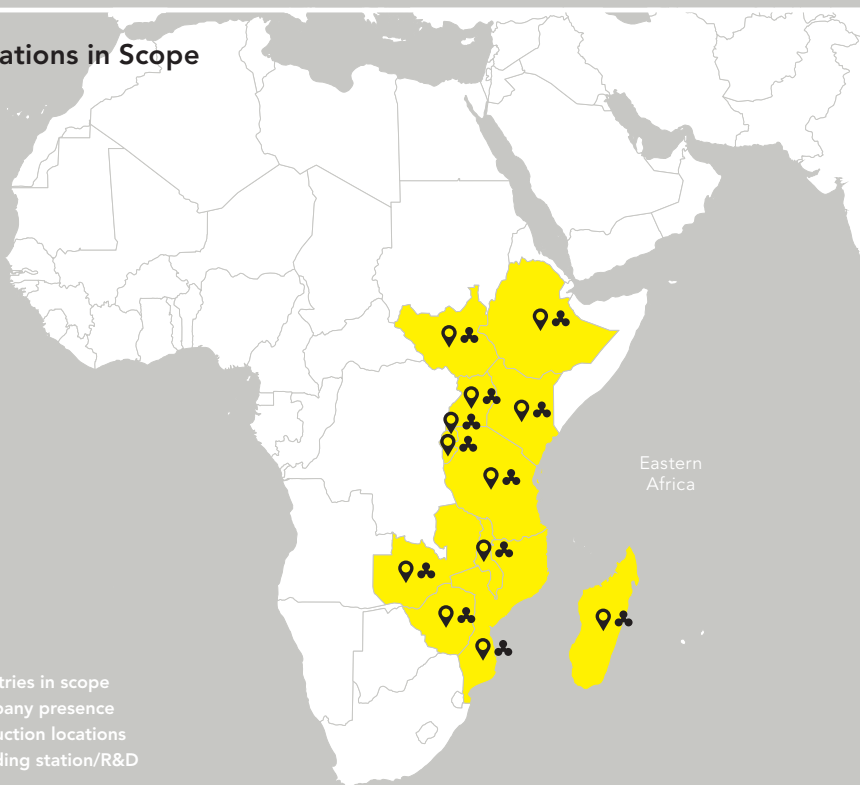 ations in Scope
Eastern
Africa
tries in scope
pany presence
uction locations
ding station/R&D